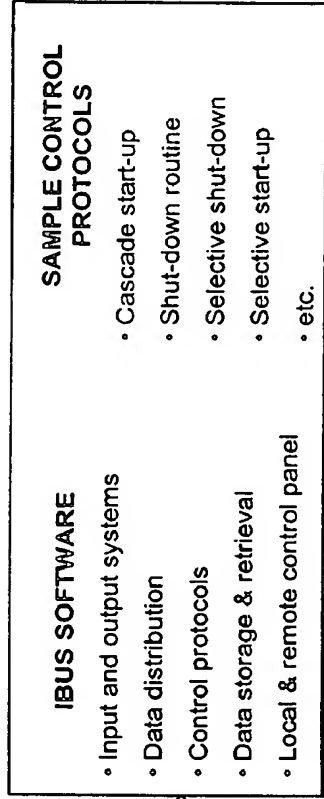 IBUS SOFTWARE
• Input and output systems
• Data distribution
• Control protocols
• Data storage & retrieval
• Local & remote control panel
SAMPLE CONTROL
PROTOCOLS
• Cascade start-up
• Shut-down routine
• Selective shut-down
• Selective start-up
• etc.